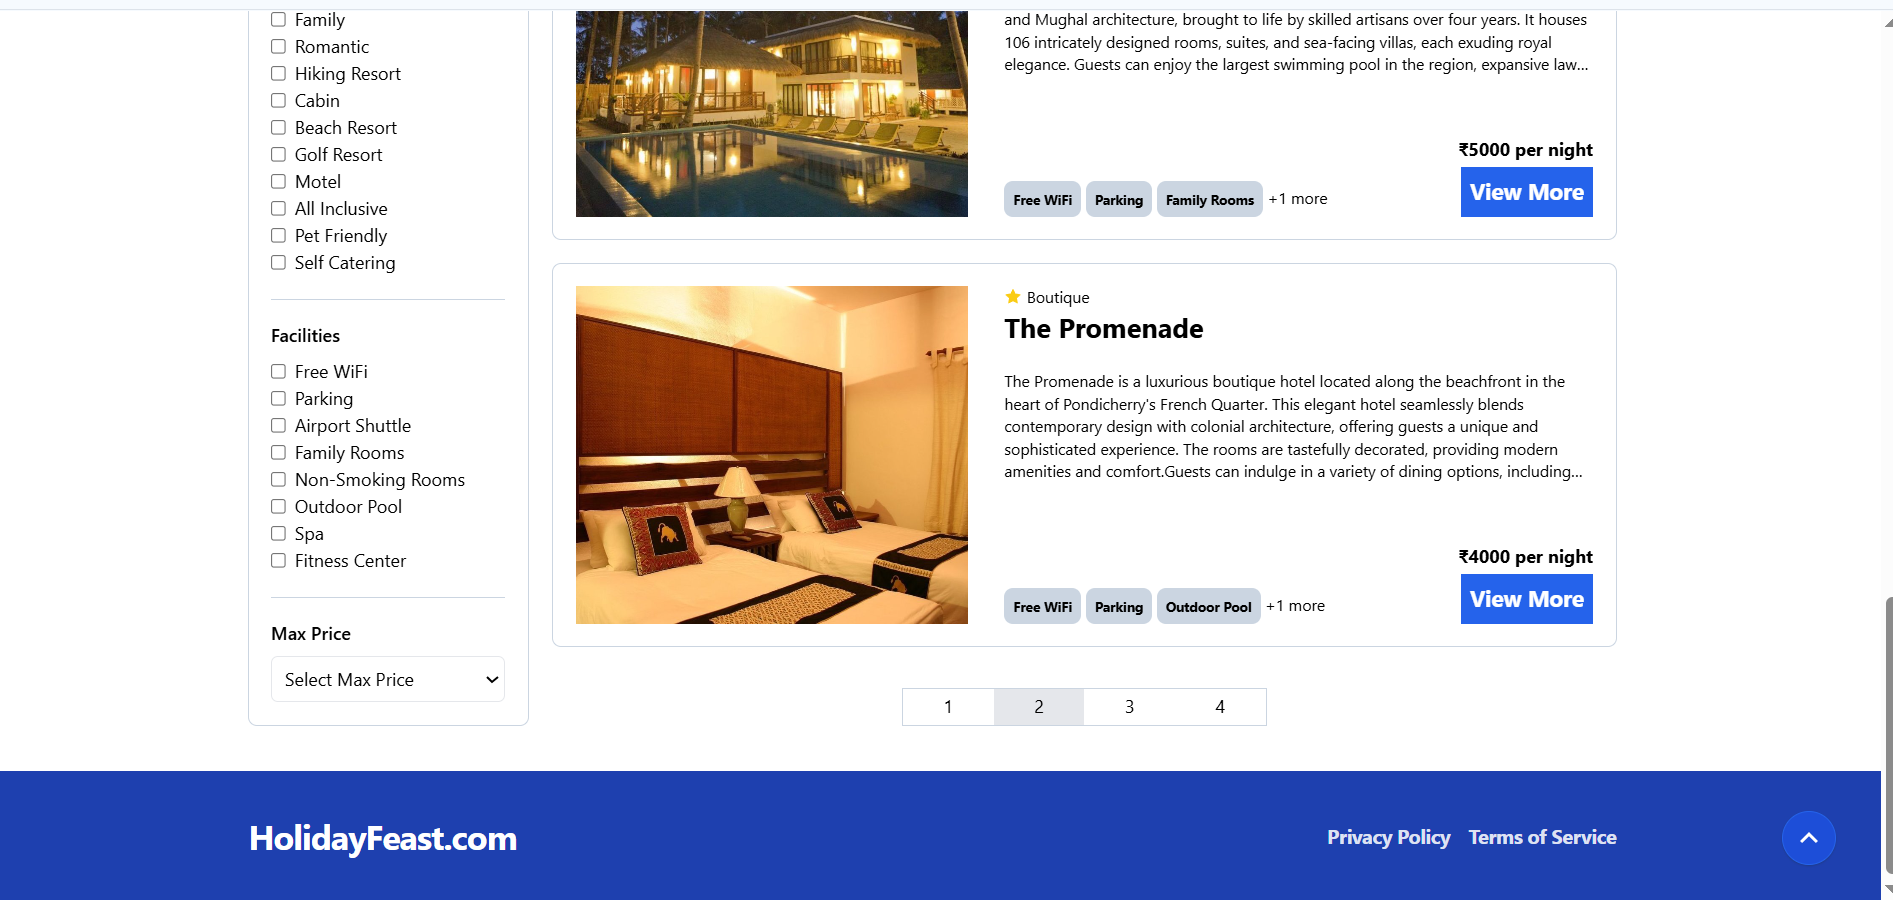 Family
Romantic
Hiking Resort
Cabin
Beach Resort
Golf Resort
Motel
All Inclusive
Pet Friendly
Self Catering
Facilities
Free WiFi
Parking
Airport Shuttle
Family Rooms
Non-Smoking Rooms
Outdoor Pool
Spa
Fitness Center
Max Price
Select Max Price
and Mughal architecture, brought to life by skilled artisans over four years. It houses
106 intricately designed rooms, suites, and sea-facing villas, each exuding royal
elegance. Guests can enjoy the largest swimming pool in the region, expansive law...
₹5000 per night
Free WiFi Parking Family Rooms +1 more
View More
Boutique
The Promenade
The Promenade is a luxurious boutique hotel located along the beachfront in the
heart of Pondicherry's French Quarter. This elegant hotel seamlessly blends
contemporary design with colonial architecture, offering guests a unique and
sophisticated experience. The rooms are tastefully decorated, providing modern
amenities and comfort.Guests can indulge in a variety of dining options, including...
₹4000 per night
Free WiFi Parking Outdoor Pool +1 more
View More
1 2 3 4
HolidayFeast.com
Privacy Policy Terms of Service